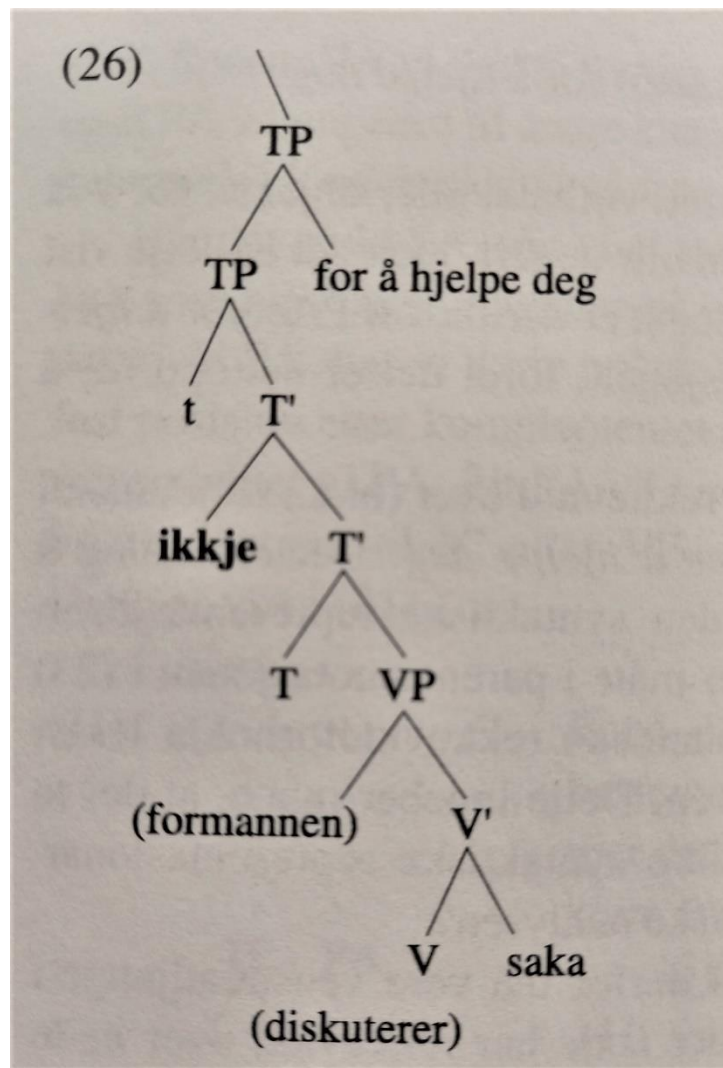 (26)
TP
TP for å hjelpe deg
t T'
ikkje T'
T VP
(formannen) V'
V saka
(diskuterer)